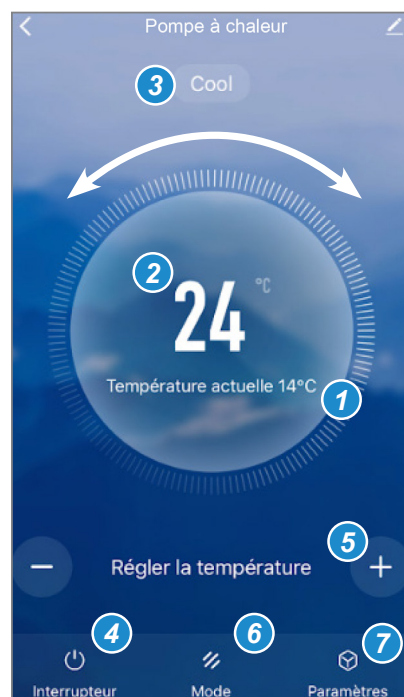 Pompe à chaleur
3 Cool
2 24 °C
Température actuelle 14°C
1
5
− Régler la température +
4 6 7
Interrupteur Mode Paramètres